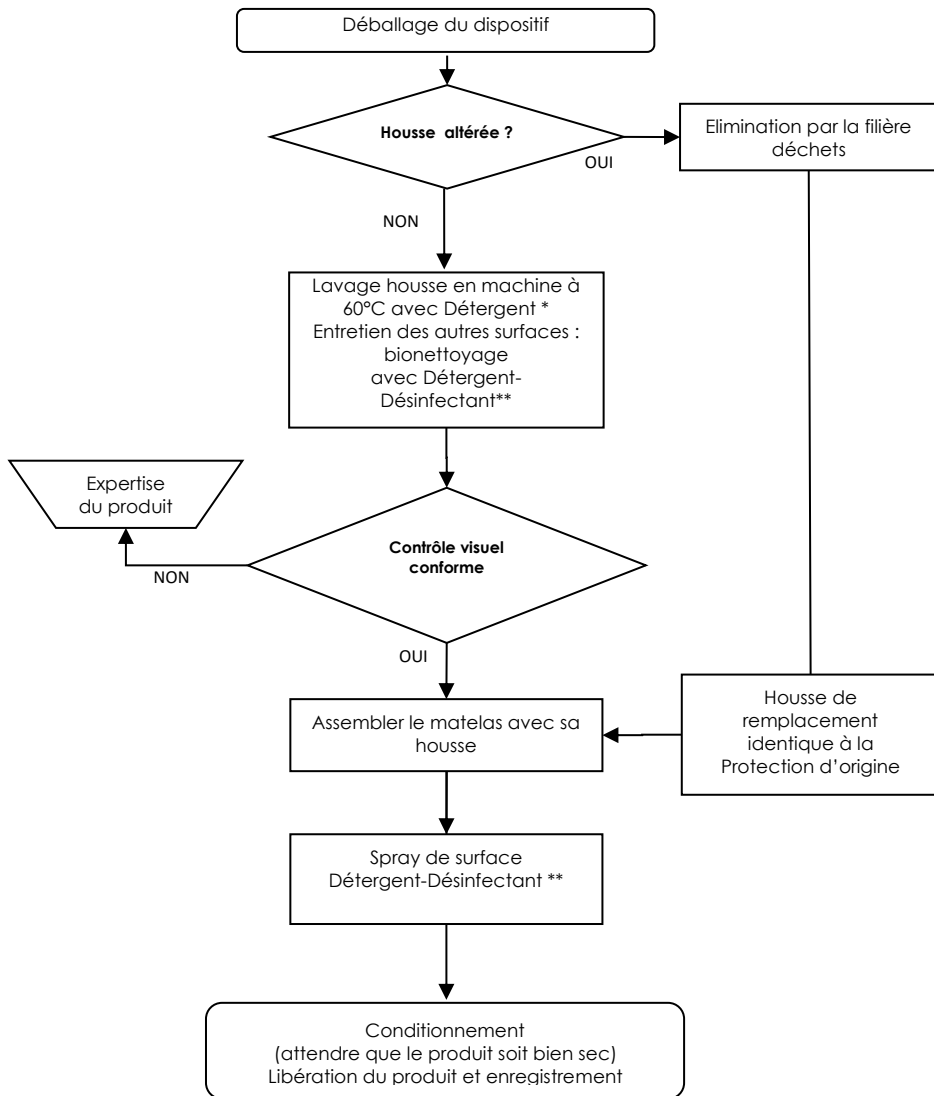 Déballage du dispositif
Housse altérée ?
OUI
Elimination par la filière
déchets
NON
Lavage housse en machine à
60°C avec Détergent *
Entretien des autres surfaces :
bionettoyage
avec Détergent-
Désinfectant**
Expertise
du produit
NON
Contrôle visuel
conforme
OUI
Assembler le matelas avec sa
housse
Housse de
remplacement
identique à la
Protection d'origine
Spray de surface
Détergent-Désinfectant **
Conditionnement
(attendre que le produit soit bien sec)
Libération du produit et enregistrement